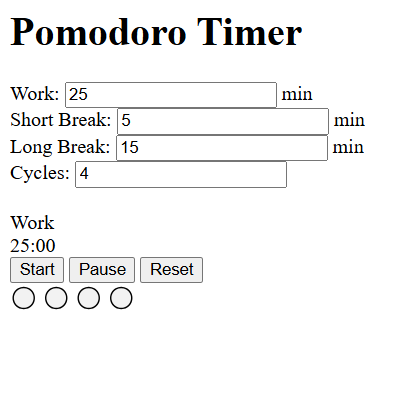 Pomodoro Timer
Work: 25 min
Short Break: 5 min
Long Break: 15 min
Cycles: 4
Work
25:00
Start Pause Reset